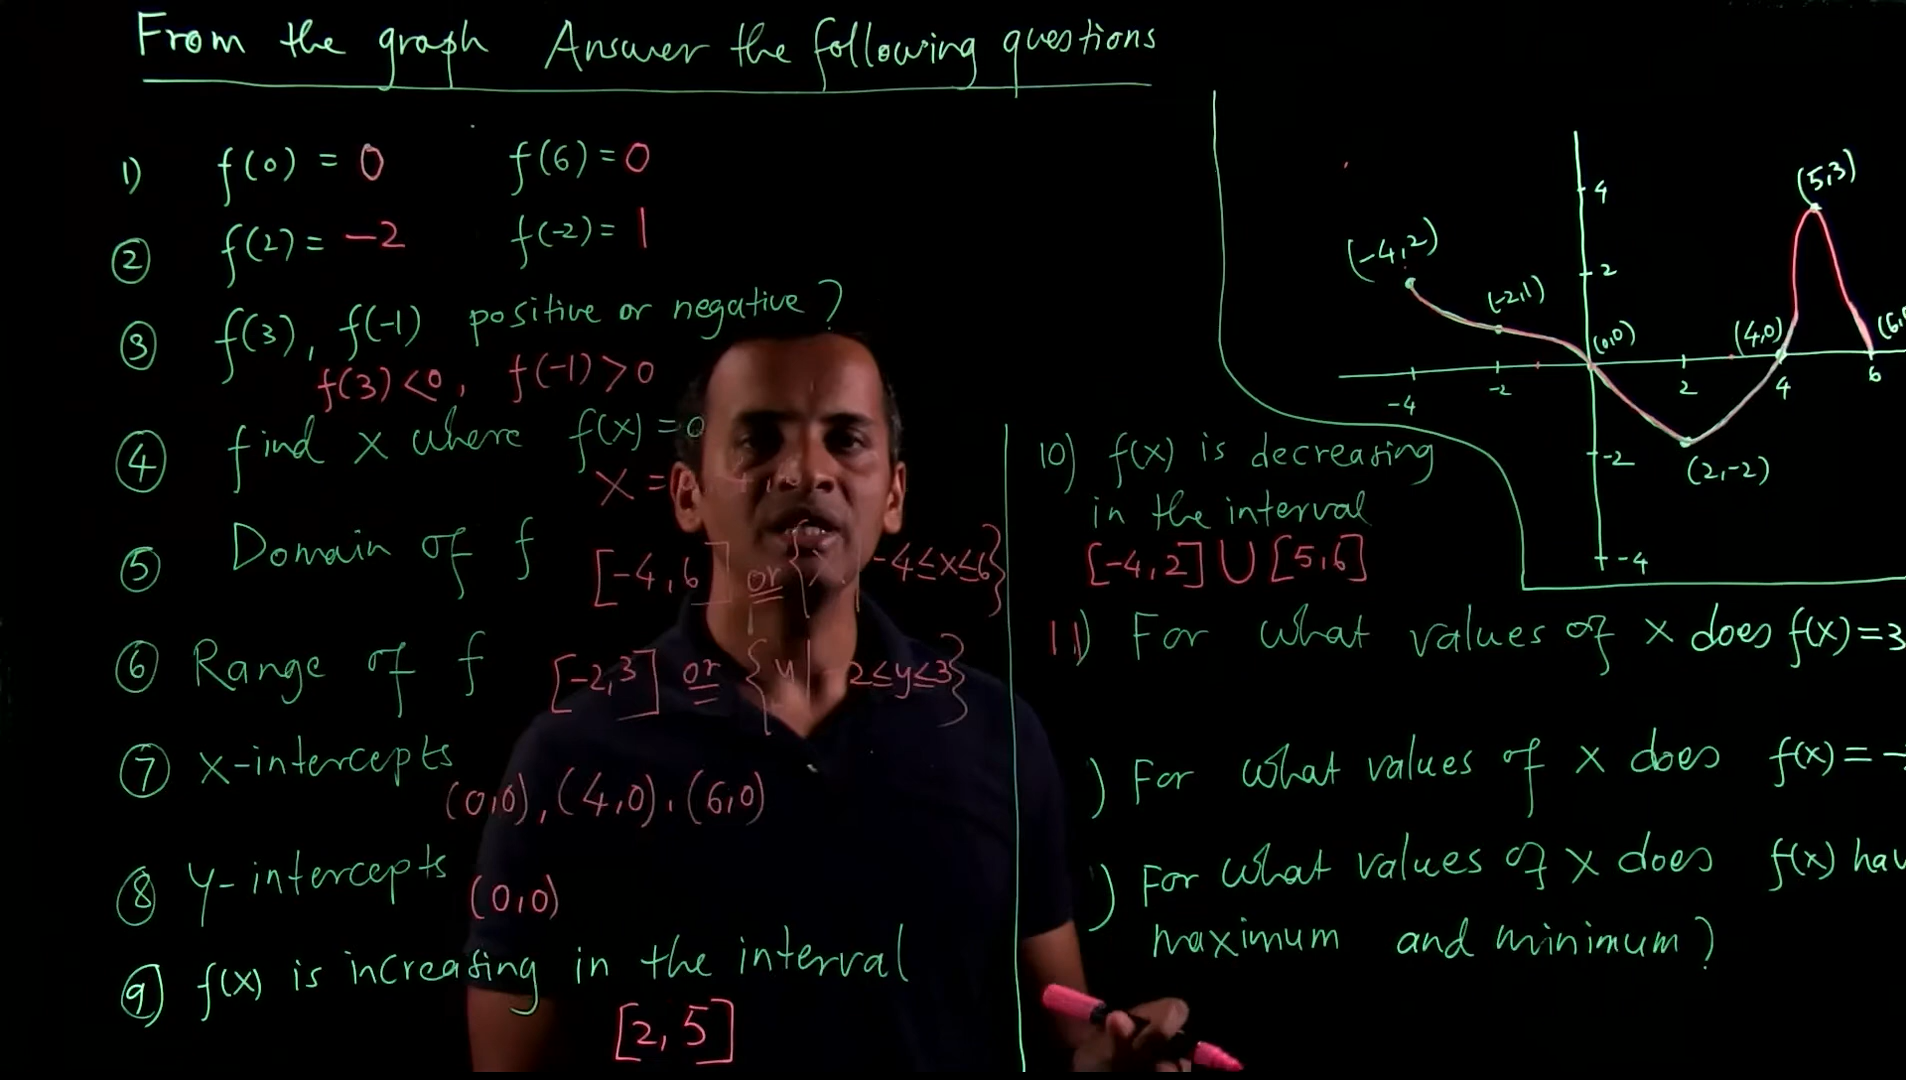 From the graph Answer the following questions
1) f(0) = 0 f(6) = 0
② f(2) = -2 f(-2) = 1
③ f(3), f(-1) positive or negative?
f(3)<0, f(-1)>0
④ find x where f(x) = 0
X =
⑤ Domain of f [-4,6] or {x | -4≤x≤6}
⑥ Range of f [-2,3] or {y | -2≤y≤3}
⑦ x-intercepts
(0,0), (4,0), (6,0)
⑧ y-intercepts
(0,0)
⑨ f(x) is increasing in the interval
[2,5]
10) f(x) is decreasing
in the interval
[-4,2] U [5,6]
11) For what values of x does f(x) = 3
) For what values of x does f(x) = -
) For what values of x does f(x) hav
maximum and minimum?
(5,3)
4
(-4,2)
2
(-2,1)
(0,0)
(4,0)
(6,
-4
-2
2
4
6
-2
(2,-2)
-4